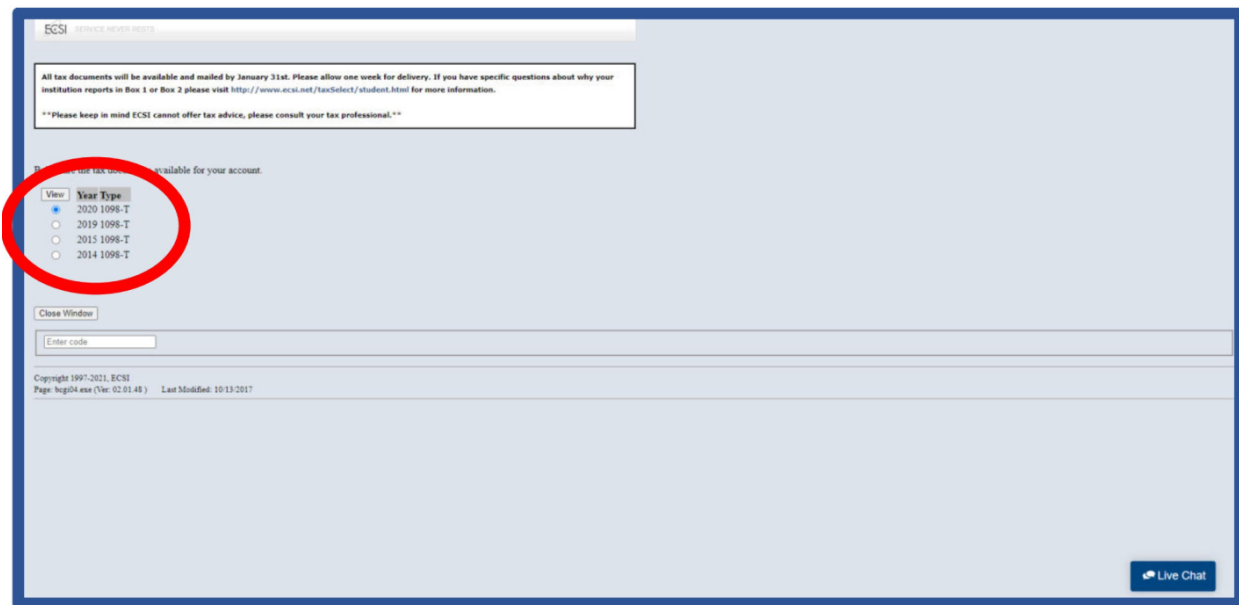 ECSI SERVICE NEVER RESTS
All tax documents will be available and mailed by January 31st. Please allow one week for delivery. If you have specific questions about why your
institution reports in Box 1 or Box 2 please visit http://www.ecsi.net/taxSelect/student.html for more information.
**Please keep in mind ECSI cannot offer tax advice, please consult your tax professional.**
the tax available for your account.
View Year Type
2020 1098-T
2019 1098-T
2015 1098-T
2014 1098-T
Close Window
Enter code
Copyright 1997-2021, ECSI
Page: bcgi04.exe (Ver: 02.01.48 ) Last Modified: 10/13/2017
Live Chat